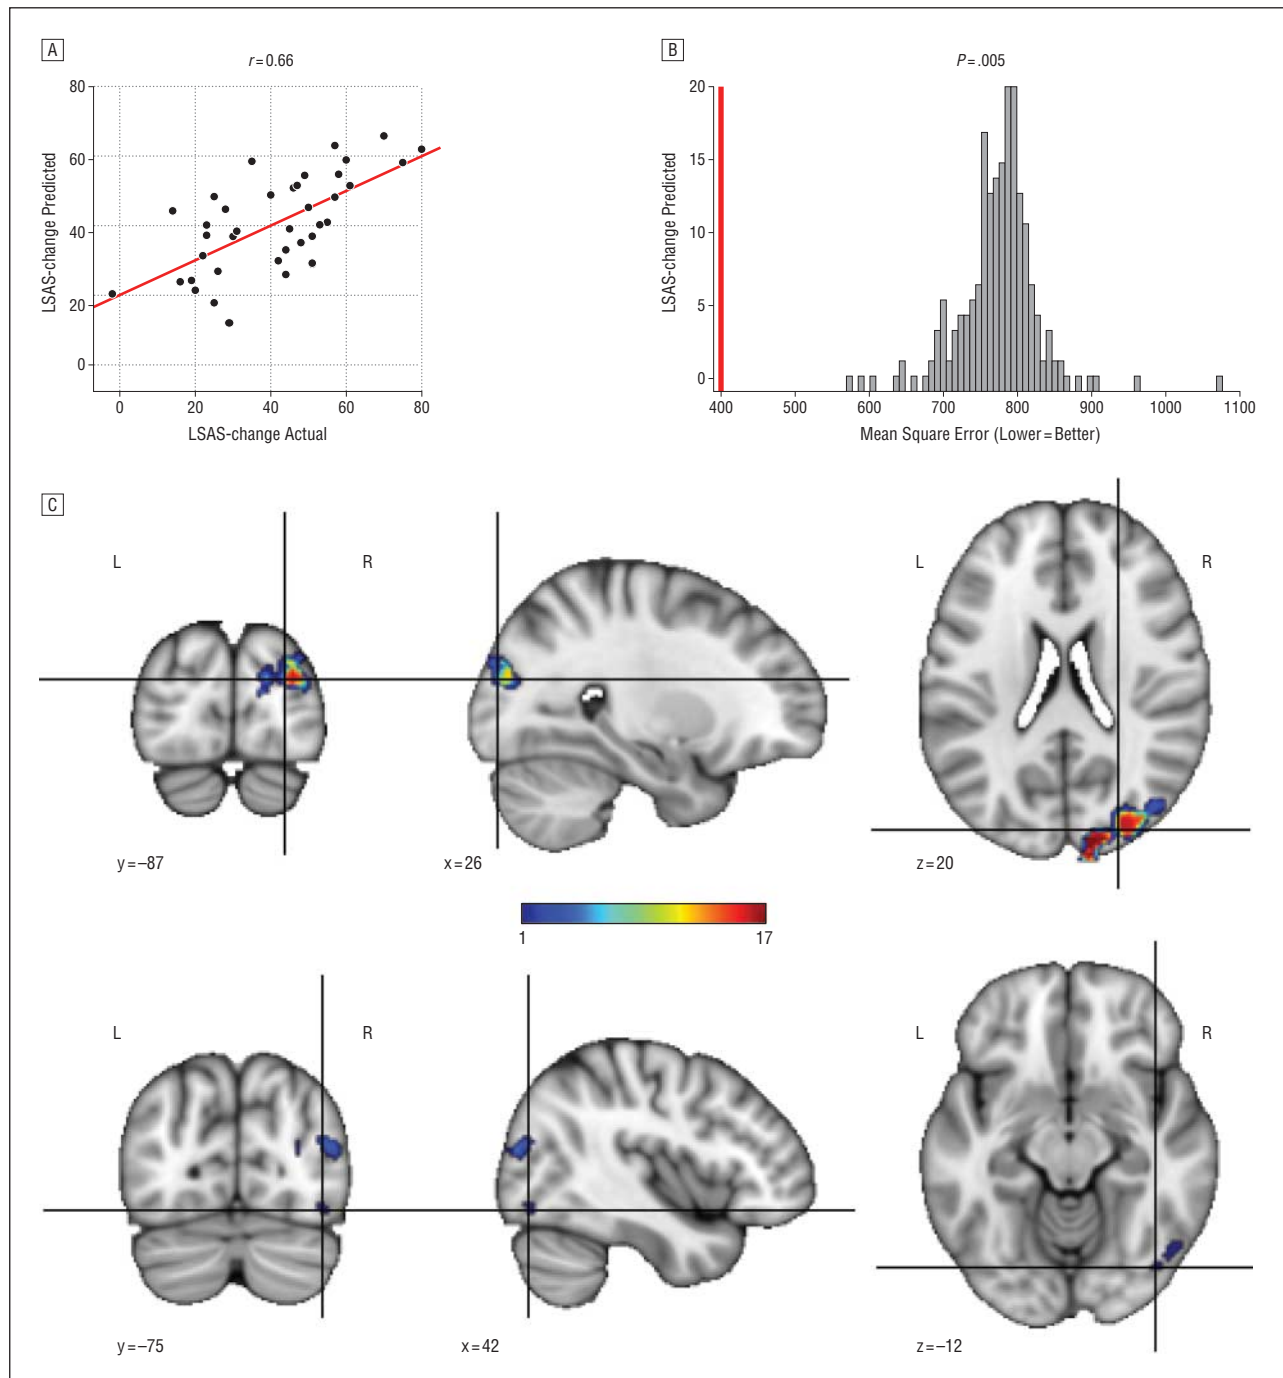 A
r=0.66
LSAS-change Predicted
80
60
40
20
0
0 20 40 60 80
LSAS-change Actual
B
P=.005
LSAS-change Predicted
20
15
10
5
0
400 500 600 700 800 900 1000 1100
Mean Square Error (Lower=Better)
C
L R L R
y=–87 x=26 z=20
1 17
L R L R
y=–75 x=42 z=–12